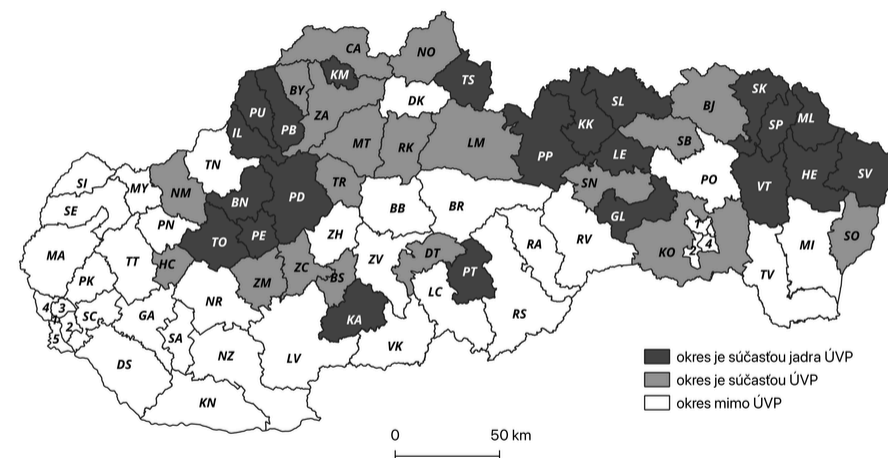 CA
NO
KM
TS
BY
PU
DK
SL
SK
BJ
ZA
IL
PB
KK
SP
ML
MT
RK
LM
SB
PP
LE
TN
SI
MY
NM
BN
PD
TR
SN
PO
VT
HE
SV
SE
BB
BR
GL
PN
TO
PE
ZH
RA
RV
1
4
2
KO
SO
MA
TT
HC
ZV
DT
MI
PK
ZM
ZC
BS
PT
TV
NR
LC
4
3
SC
GA
KA
RS
2
5
SA
NZ
LV
VK
DS
KN
okres je súčasťou jadra ÚVP
okres je súčasťou ÚVP
okres mimo ÚVP
0 50 km